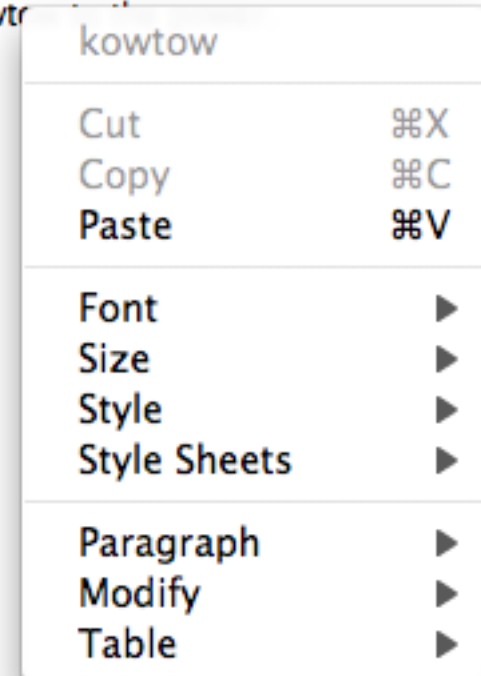 kowtow
Cut ⌘X
Copy ⌘C
Paste ⌘V
Font
Size
Style
Style Sheets
Paragraph
Modify
Table